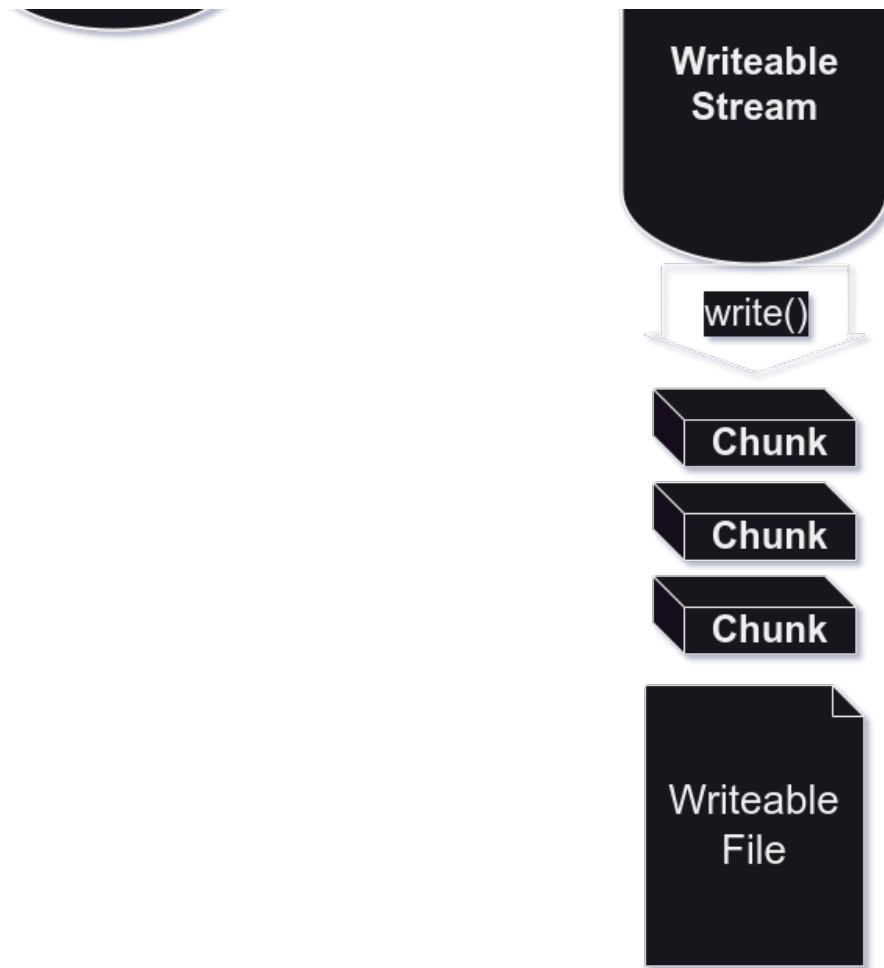 Writeable
Stream
write()
Chunk
Chunk
Chunk
Writeable
File